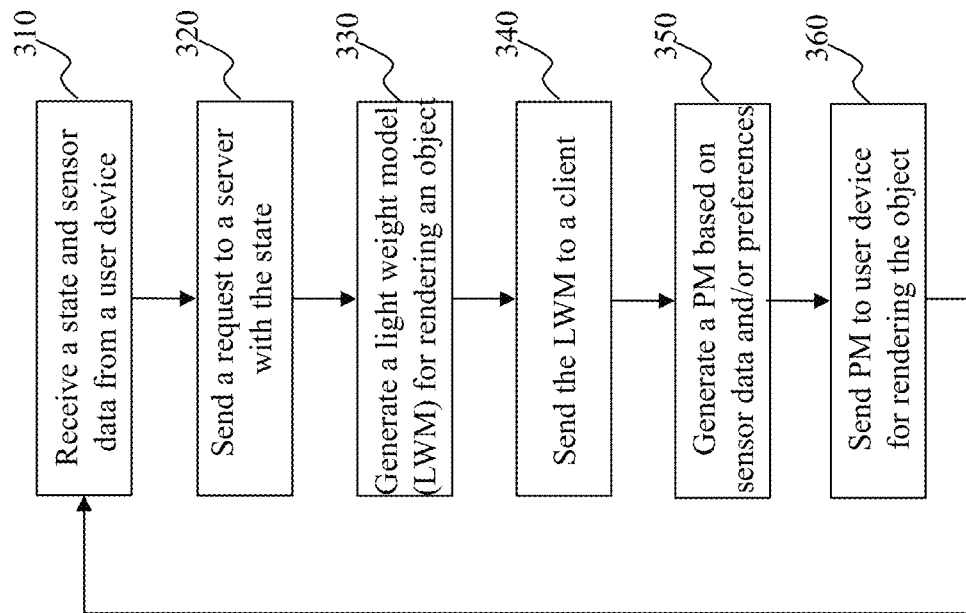 310
Receive a state and sensor
data from a user device
320
Send a request to a server
with the state
330
Generate a light weight model
(LWM) for rendering an object
340
Send the LWM to a client
350
Generate a PM based on
sensor data and/or preferences
360
Send PM to user device
for rendering the object